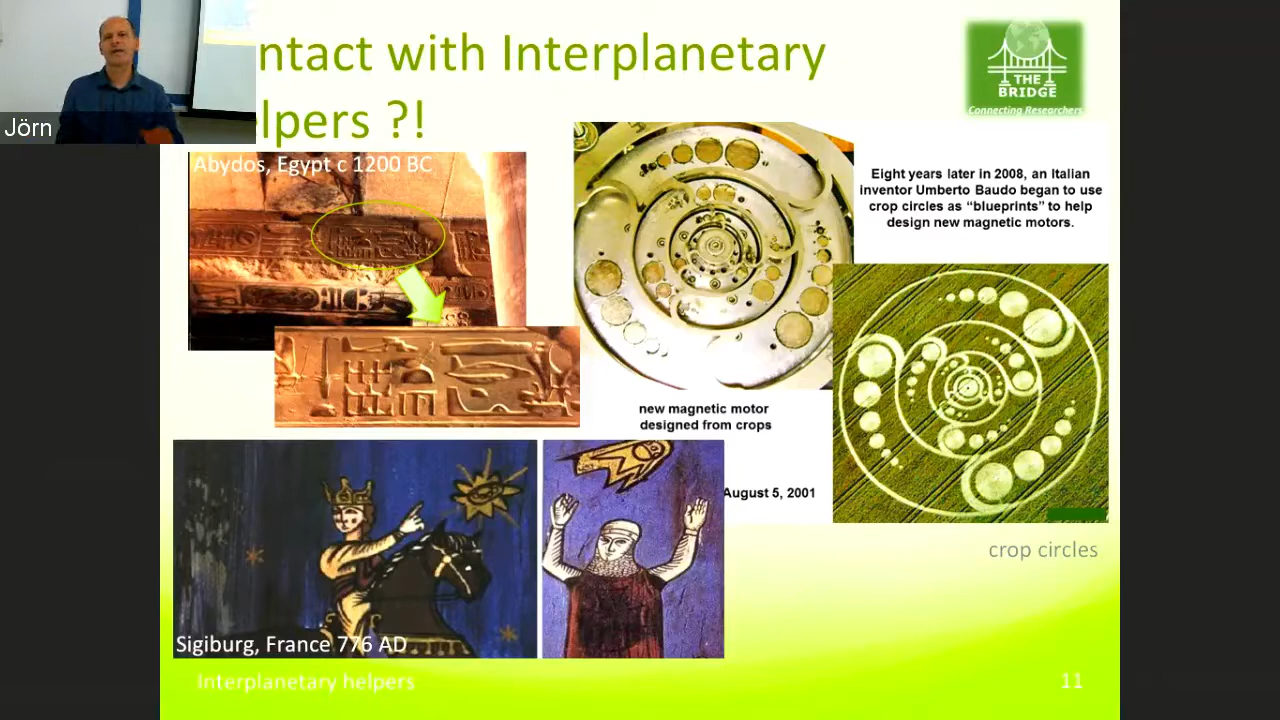 ntact with Interplanetary
lpers ?!
Jörn
THE
BRIDGE
Connecting Researchers
Abydos, Egypt c 1200 BC
Eight years later in 2008, an Italian
inventor Umberto Baudo began to use
crop circles as “blueprints” to help
design new magnetic motors.
new magnetic motor
designed from crops
August 5, 2001
crop circles
Sigiburg, France 776 AD
Interplanetary helpers
11